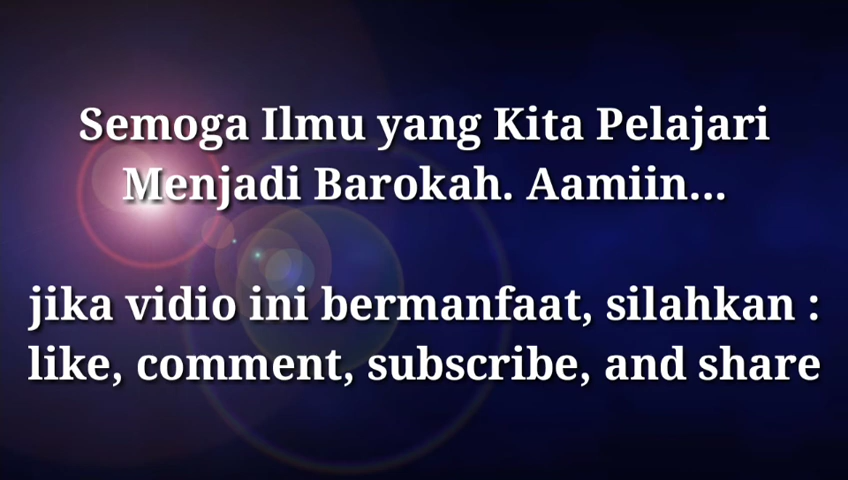 Semoga Ilmu yang Kita Pelajari
Menjadi Barokah. Aamiin...
jika vidio ini bermanfaat, silahkan :
like, comment, subscribe, and share